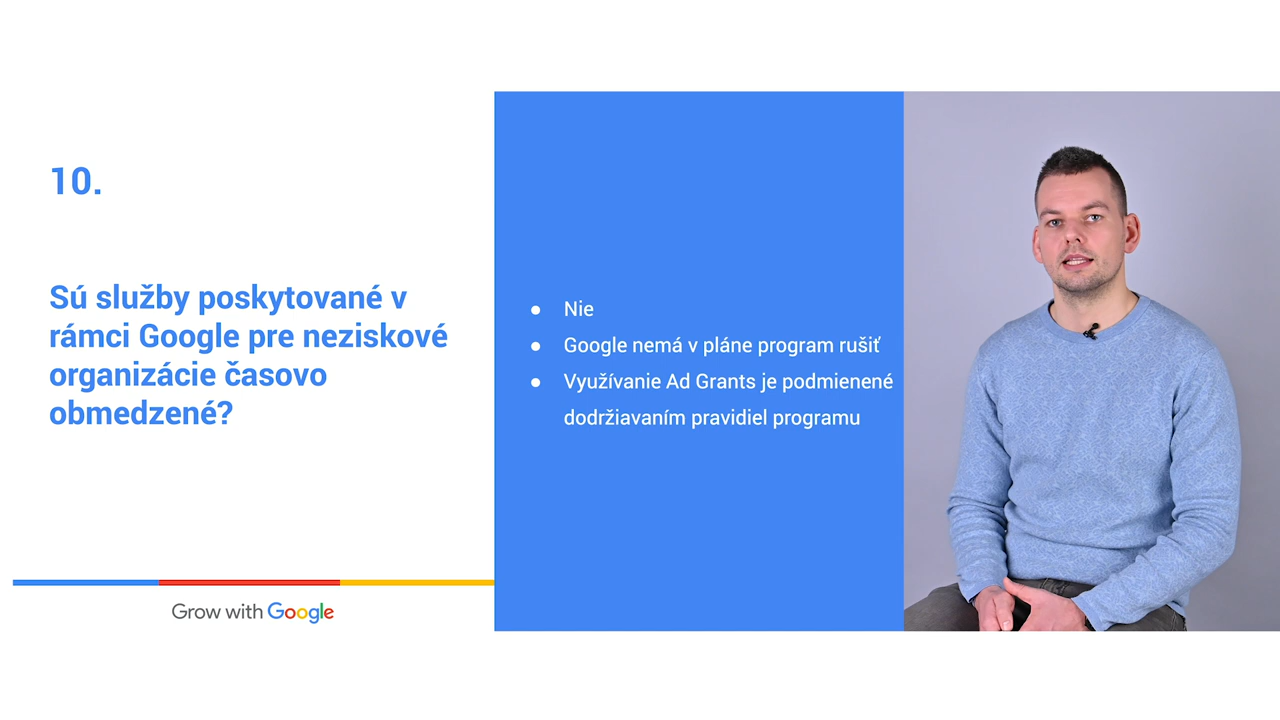 10.
Sú služby poskytované v
rámci Google pre neziskové
organizácie časovo
obmedzené?
● Nie
● Google nemá v pláne program rušiť
● Využívanie Ad Grants je podmienené
dodržiavaním pravidiel programu
Grow with Google